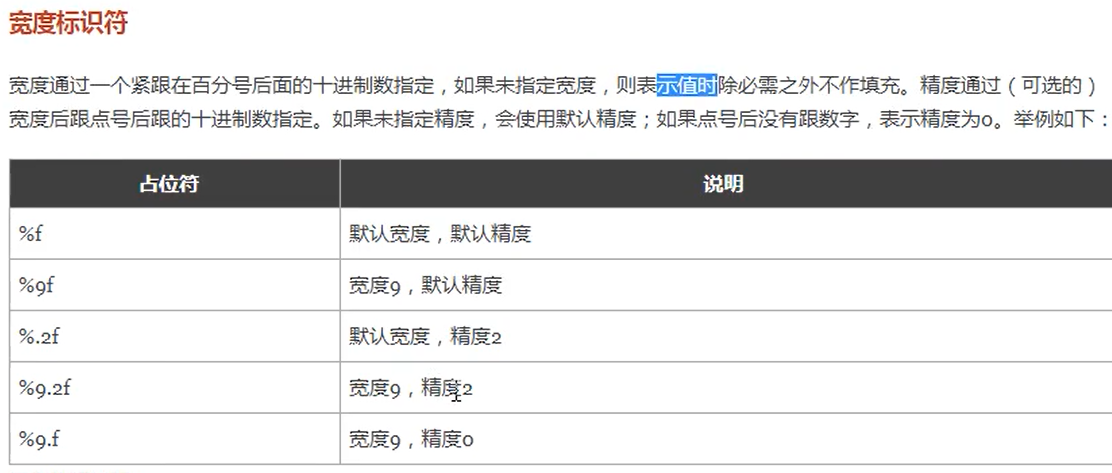 宽度标识符
宽度通过一个紧跟在百分号后面的十进制数指定，如果未指定宽度，则表示值时除必需之外不作填充。精度通过（可选的）
宽度后跟点号后跟的十进制数指定。如果未指定精度，会使用默认精度；如果点号后没有跟数字，表示精度为0。举例如下：
占位符 说明
%f 默认宽度，默认精度
%9f 宽度9，默认精度
%.2f 默认宽度，精度2
%9.2f 宽度9，精度2
%9.f 宽度9，精度0